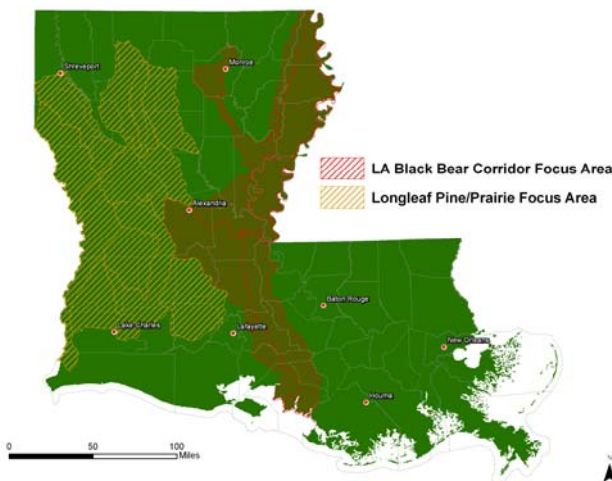 Shreveport
Monroe
LA Black Bear Corridor Focus Area
Longleaf Pine/Prairie Focus Area
Alexandria
Baton Rouge
Lake Charles
Lafayette
New Orleans
Houma
0 50 100
Miles